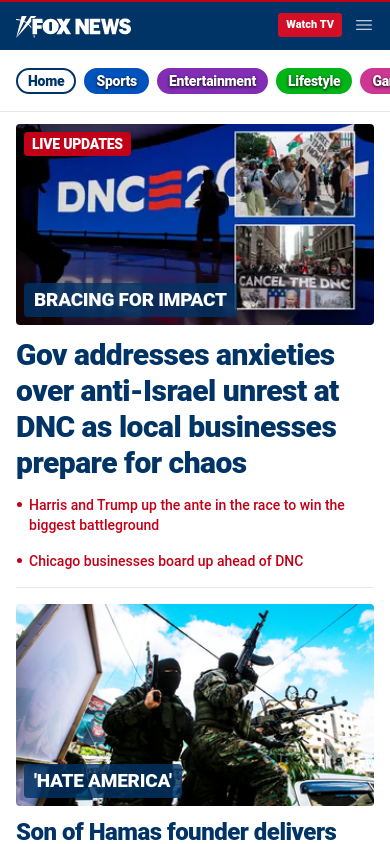 FOX NEWS
Watch TV
Home
Sports
Entertainment
Lifestyle
LIVE UPDATES
DNC
CANCEL THE DNC
BRACING FOR IMPACT
Gov addresses anxieties
over anti-Israel unrest at
DNC as local businesses
prepare for chaos
Harris and Trump up the ante in the race to win the
biggest battleground
Chicago businesses board up ahead of DNC
'HATE AMERICA'
Son of Hamas founder delivers